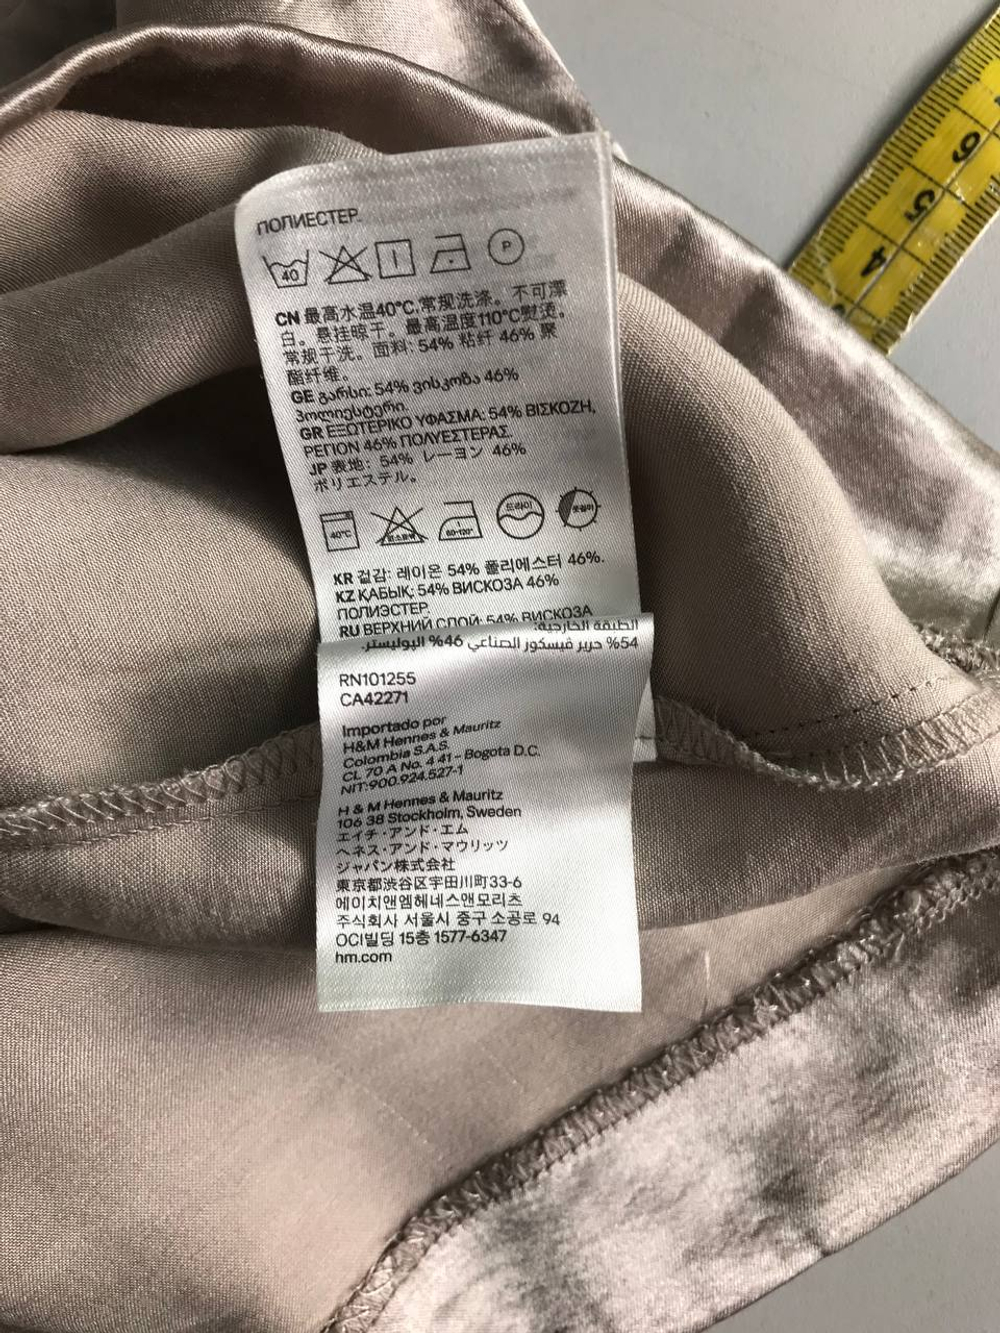 ПОЛИЕСТЕР.
40 P
CN 最高水温40°C.常规洗涤。不可漂
白。悬挂晾干。最高温度110°C熨烫。
常规干洗。面料: 54% 粘纤 46% 聚
酯纤维。
GE გარსი: 54% ვისკოზა 46%
პოლიესტერი.
GR ΕΞΩΤΕΡΙΚΟ ΥΦΑΣΜΑ: 54% ΒΙΣΚΟΖΗ,
ΡΕΓΙΟΝ 46% ΠΟΛΥΕΣΤΕΡΑΣ
JP 表地: 54% レーヨン 46%
ポリエステル。
40°C 80-120° 드라이
KR 겉감: 레이온 54% 폴리에스터 46%.
KZ ҚАБЫҚ: 54% ВИСКОЗА 46%
ПОЛИЭСТЕР.
RU ВЕРХНИЙ СЛОЙ: 54% ВИСКОЗА
الطبقة الخارجية:
54% حرير فيسكوز الصناعي 46% البوليستر.
RN101255
CA42271
Importado por
H&M Hennes & Mauritz
Colombia S.A.S.
CL 70 A No. 4 41 - Bogota D.C.
NIT:900.924.527-1
H & M Hennes & Mauritz
106 38 Stockholm, Sweden
エイチ・アンド・エム
ヘネス・アンド・マウリッツ
ジャパン株式会社
東京都渋谷区宇田川町33-6
에이치앤엠헤네스앤모리츠
주식회사 서울시 중구 소공로 94
OCI빌딩 15층 1577-6347
hm.com
6
5
4